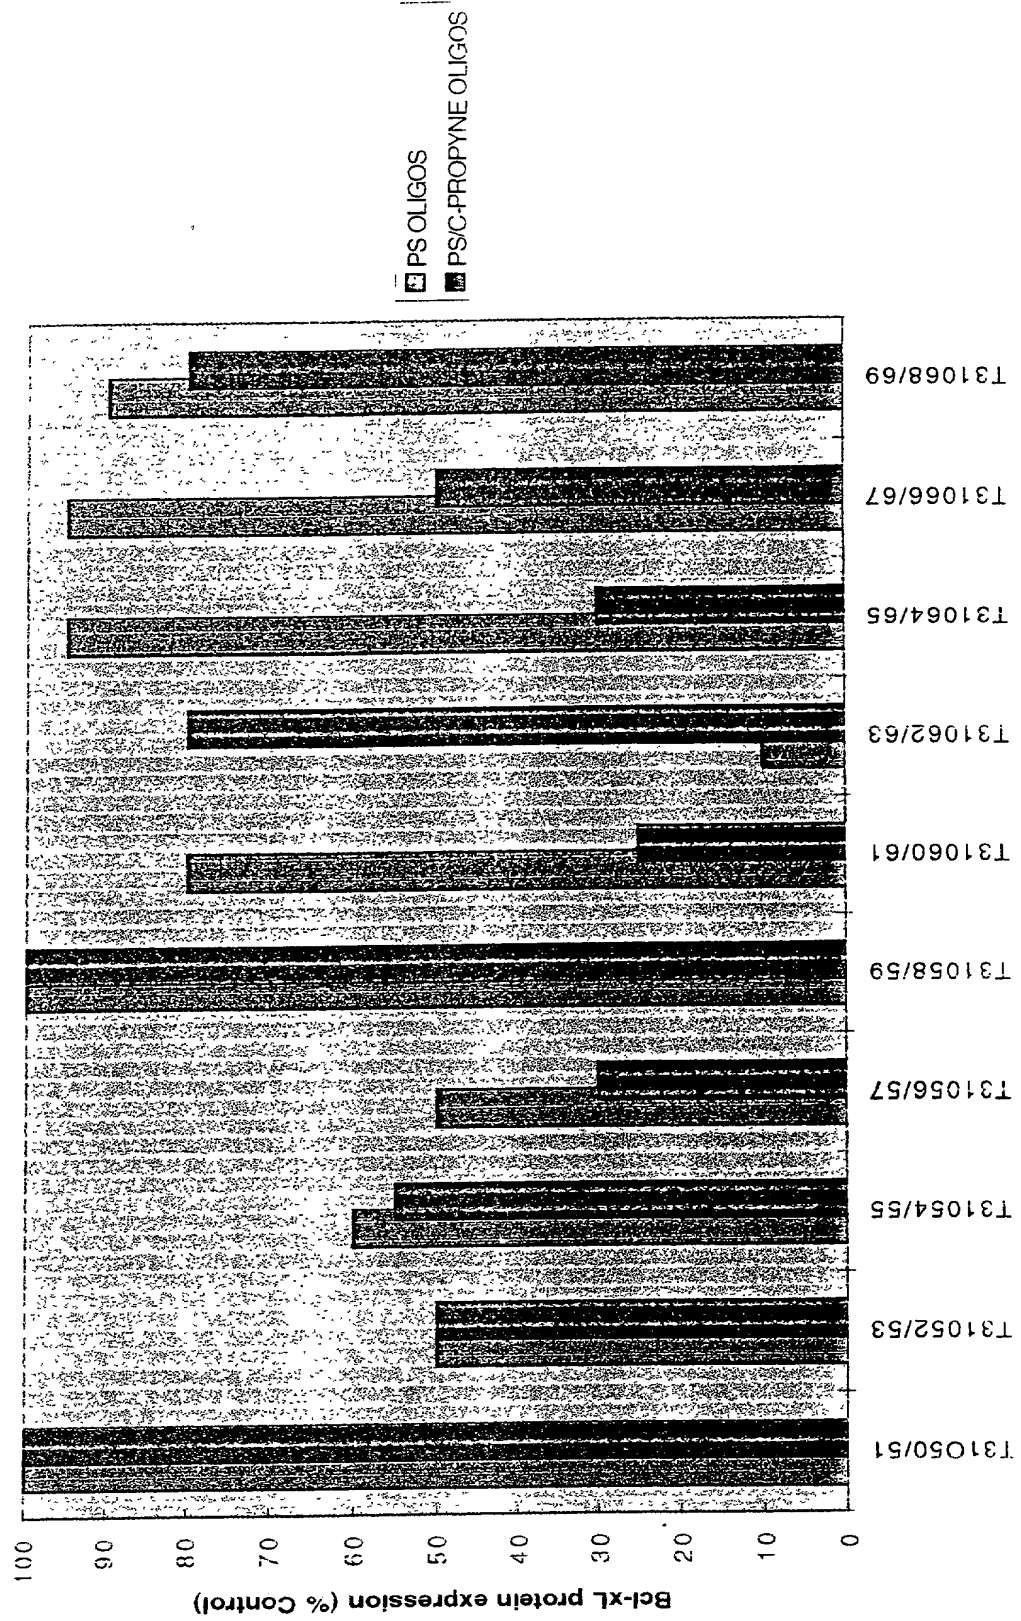 PS OLIGOS
PS/C-PROPYNE OLIGOS
Bcl-xL protein expression (% Control)
100
90
80
70
60
50
40
30
20
10
0
T31O50/51
T31052/53
T31054/55
T31056/57
T31058/59
T31060/61
T31062/63
T31064/65
T31066/67
T31068/69